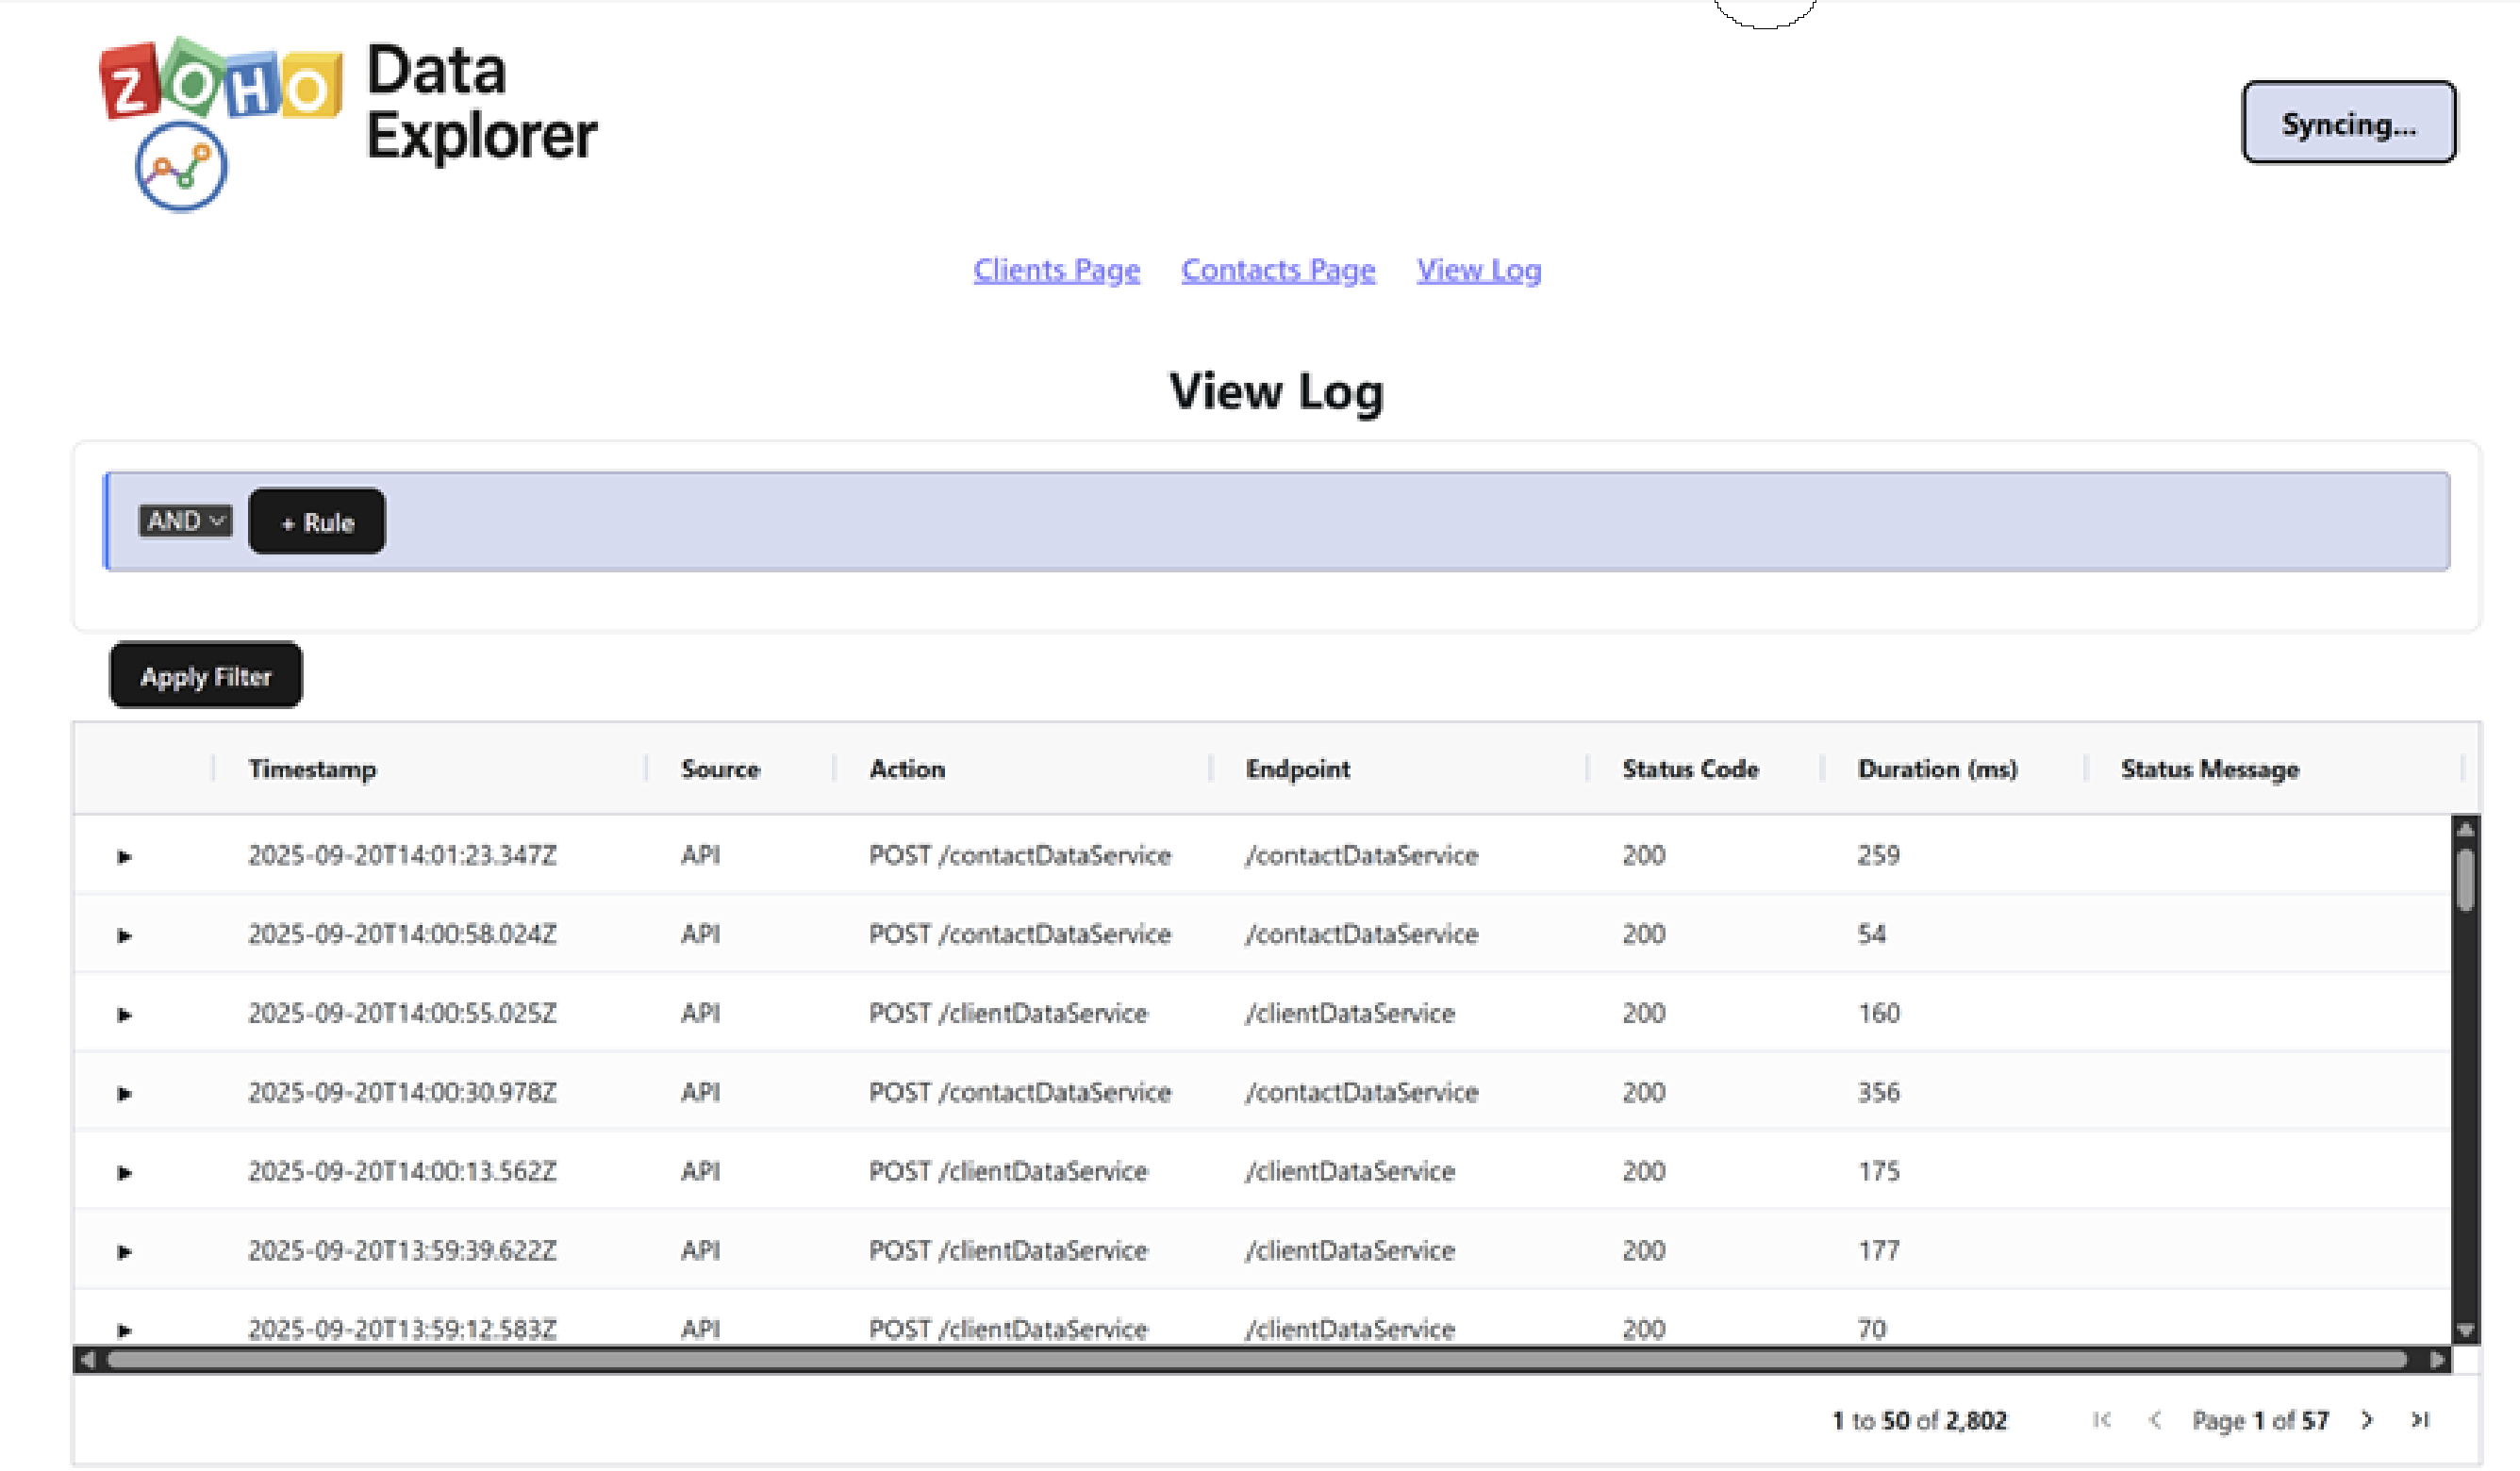 ZOHO Data
Explorer
Syncing...
Clients Page Contacts Page View Log
View Log
AND + Rule
Apply Filter
Timestamp Source Action Endpoint Status Code Duration (ms) Status Message
2025-09-20T14:01:23.347Z API POST /contactDataService /contactDataService 200 259
2025-09-20T14:00:58.024Z API POST /contactDataService /contactDataService 200 54
2025-09-20T14:00:55.025Z API POST /clientDataService /clientDataService 200 160
2025-09-20T14:00:30.978Z API POST /contactDataService /contactDataService 200 356
2025-09-20T14:00:13.562Z API POST /clientDataService /clientDataService 200 175
2025-09-20T13:59:39.622Z API POST /clientDataService /clientDataService 200 177
2025-09-20T13:59:12.583Z API POST /clientDataService /clientDataService 200 70
1 to 50 of 2,802 Page 1 of 57